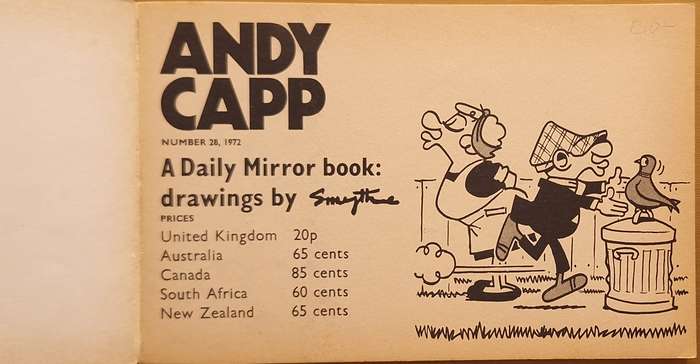 ANDY
CAPP
NUMBER 28, 1972
A Daily Mirror book:
drawings by Smythe
PRICES
United Kingdom 20p
Australia 65 cents
Canada 85 cents
South Africa 60 cents
New Zealand 65 cents